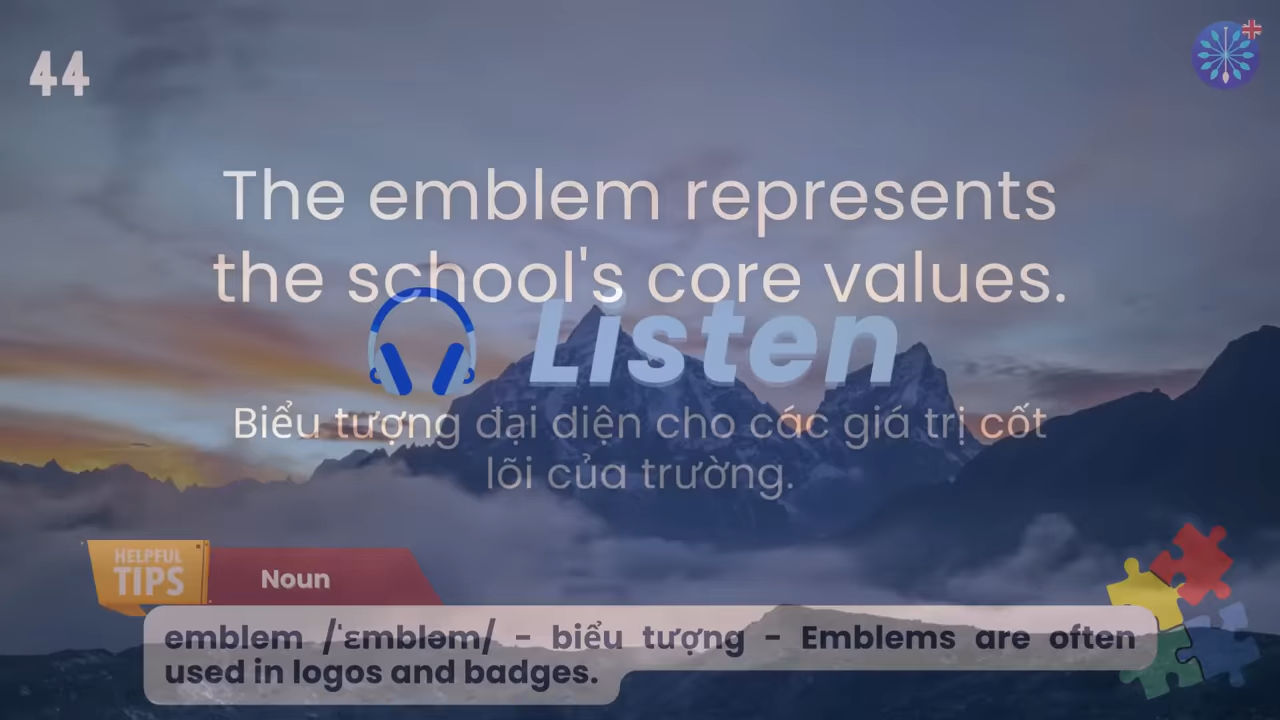 44
The emblem represents
the school's core values.
Listen
Biểu tượng đại diện cho các giá trị cốt
lõi của trường.
HELPFUL
TIPS
Noun
emblem /ˈɛmbləm/ - biểu tượng - Emblems are often
used in logos and badges.